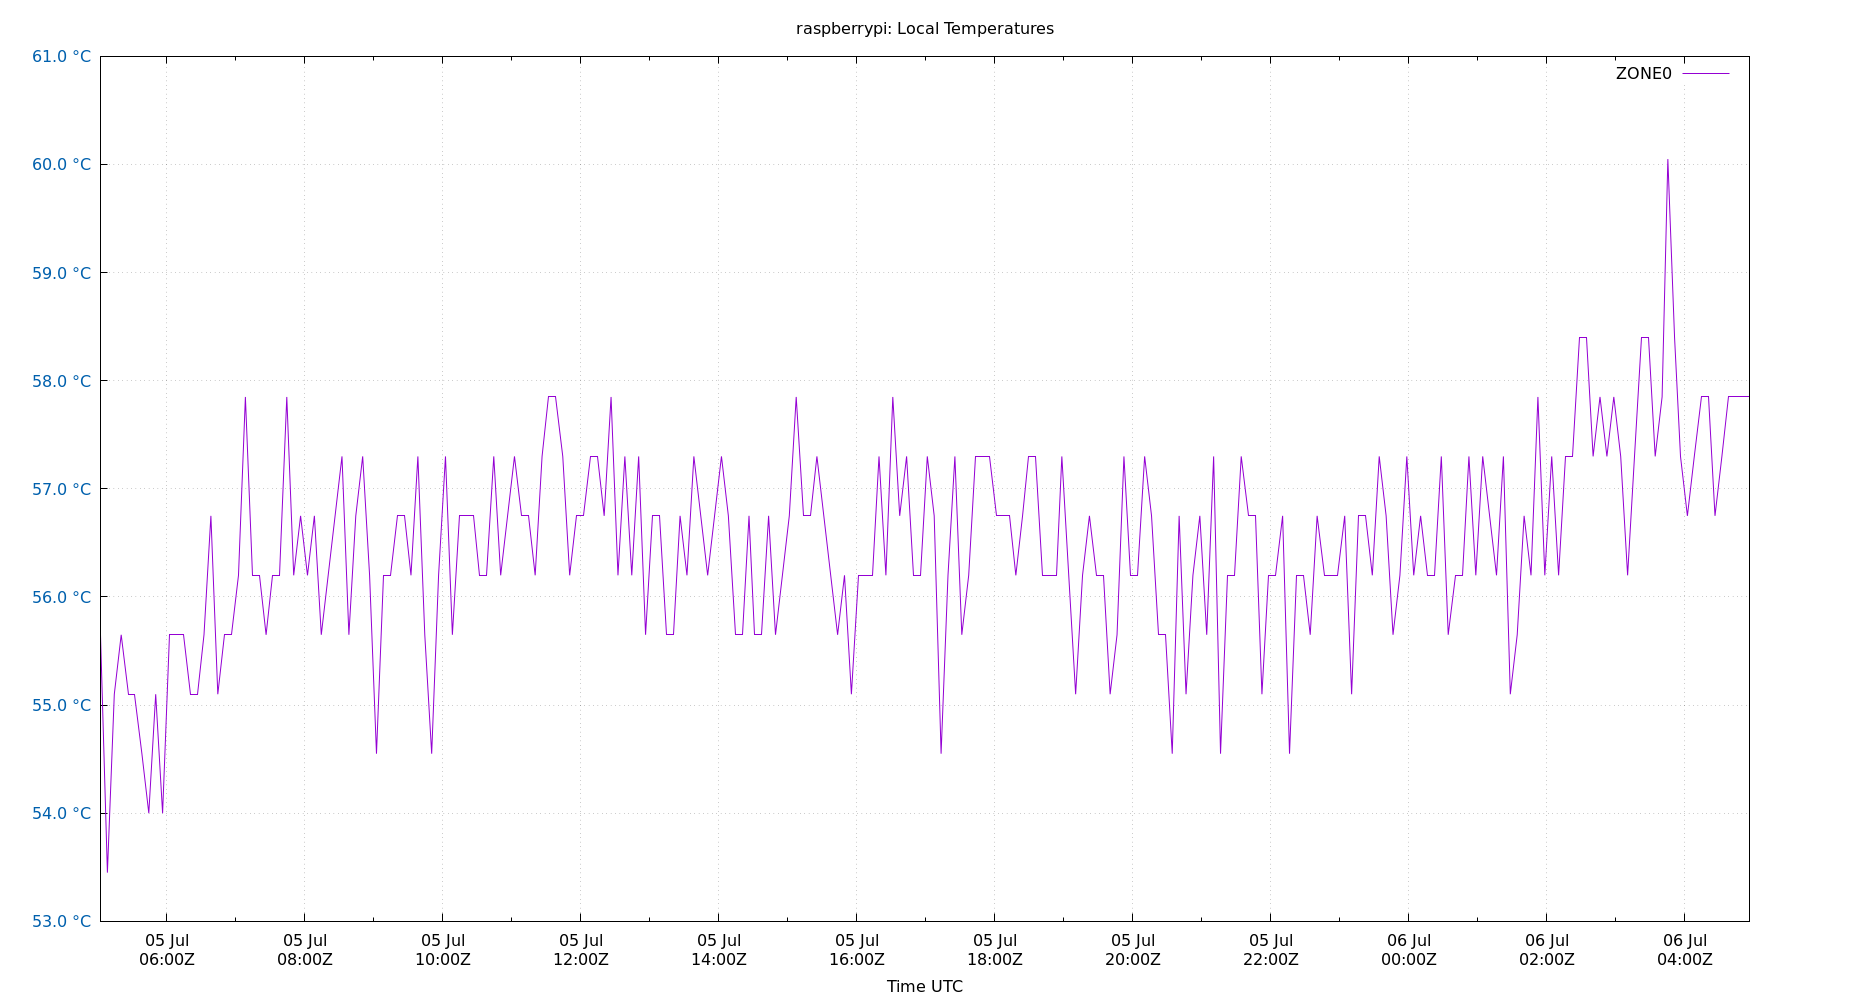 raspberrypi: Local Temperatures
61.0 °C
ZONE0
60.0 °C
59.0 °C
58.0 °C
57.0 °C
56.0 °C
55.0 °C
54.0 °C
53.0 °C
05 Jul 05 Jul 05 Jul 05 Jul 05 Jul 05 Jul 05 Jul 05 Jul 05 Jul 06 Jul 06 Jul 06 Jul
06:00Z 08:00Z 10:00Z 12:00Z 14:00Z 16:00Z 18:00Z 20:00Z 22:00Z 00:00Z 02:00Z 04:00Z
Time UTC